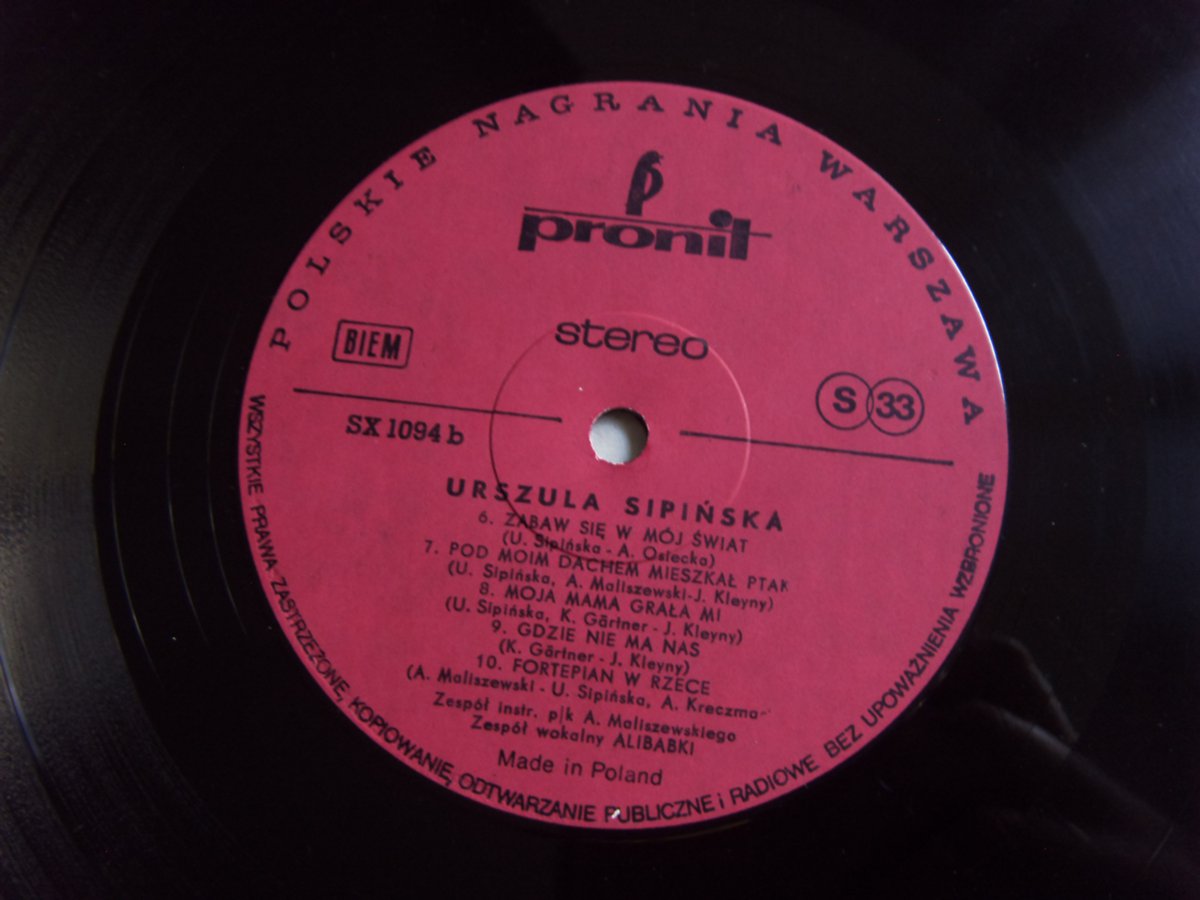 POLSKIE NAGRANIA WARSZAWA
pronit
stereo
BIEM
S 33
SX 1094 b
URSZULA SIPIŃSKA
6. ZABAW SIĘ W MÓJ ŚWIAT
(U. Sipińska - A. Osiecka)
7. POD MOIM DACHEM MIESZKAŁ PTAK
(U. Sipińska, A. Maliszewski - J. Kleyny)
8. MOJA MAMA GRAŁA MI
(U. Sipińska, K. Gärtner - J. Kleyny)
9. GDZIE NIE MA NAS
(K. Gärtner - J. Kleyny)
10. FORTEPIAN W RZECE
(A. Maliszewski - U. Sipińska, A. Kreczma-
Zespół instr. p/k A. Maliszewskiego
Zespół wokalny ALIBABKI
Made in Poland
WSZYSTKIE PRAWA ZASTRZEŻONE, KOPIOWANIE, ODTWARZANIE PUBLICZNE i RADIOWE BEZ UPOWAŻNIENIA WZBRONIONE